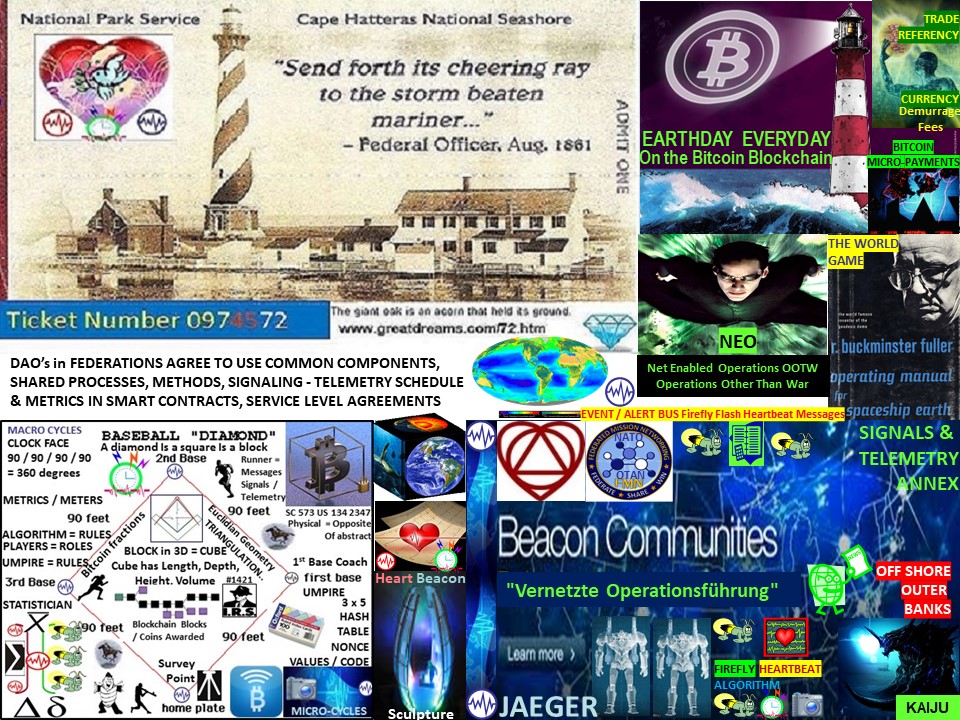 National Park Service
Cape Hatteras National Seashore
"Send forth its cheering ray
to the storm beaten
mariner..."
– Federal Officer, Aug. 1861
ADMIT ONE
Ticket Number 0974572
The giant oak is an acorn that held its ground.
www.greatdreams.com/72.htm
EARTHDAY EVERYDAY
On the Bitcoin Blockchain
TRADE
REFERENCY
CURRENCY
Demurrage
Fees
BITCOIN
MICRO-PAYMENTS
NEO
Net Enabled Operations OOTW
Operations Other Than War
THE WORLD
GAME
r. buckminster fuller
operating manual
for
spaceship earth
DAO's in FEDERATIONS AGREE TO USE COMMON COMPONENTS,
SHARED PROCESSES, METHODS, SIGNALING - TELEMETRY SCHEDULE
& METRICS IN SMART CONTRACTS, SERVICE LEVEL AGREEMENTS
EVENT / ALERT BUS Firefly Flash Heartbeat Messages
MACRO CYCLES
CLOCK FACE
90 / 90 / 90 / 90
= 360 degrees
BASEBALL "DIAMOND"
A diamond is a square is a block
2nd Base
Runner =
Messages
Signals /
Telemetry
90 feet
METRICS / METERS
90 feet
ALGORITHM = RULES
PLAYERS = ROLES
UMPIRE = RULES
3rd Base
STATISTICIAN
90 feet
Bitcoin fractions
Euclidian Geometry
TRIANGULATION..
BLOCK in 3D = CUBE
Cube has Length, Depth,
Height. Volume
#1421
I.R.S.
Blockchain Blocks
/ Coins Awarded
90 feet
Survey
Point
home plate
SC 573 US 134 2347
Physical = Opposite
Of abstract
1st Base Coach
first base
UMPIRE
3 x 5
HASH
TABLE
NONCE
VALUES / CODE
MICRO-CYCLES
Heart Beacon
Sculpture
FEDERATED MISSION NETWORKING
NATO
OTAN
FMN
FEDERATE SHARE WIN
SIGNALS &
TELEMETRY
ANNEX
Beacon Communities
"Vernetzte Operationsführung"
OFF SHORE
OUTER
BANKS
Learn more ›
FIREFLY HEARTBEAT
ALGORITHM
JAEGER
KAIJU